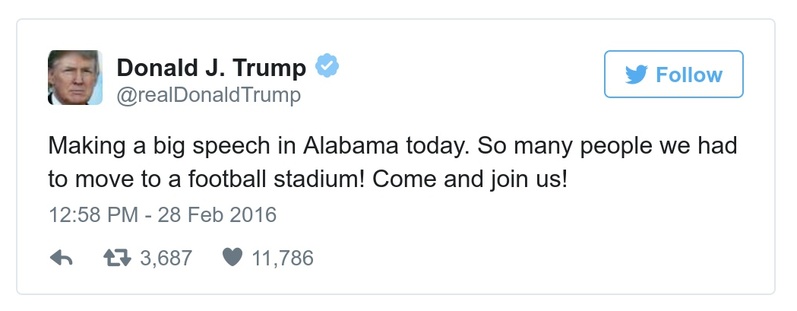 Donald J. Trump
@realDonaldTrump
Follow
Making a big speech in Alabama today. So many people we had
to move to a football stadium! Come and join us!
12:58 PM - 28 Feb 2016
3,687 11,786